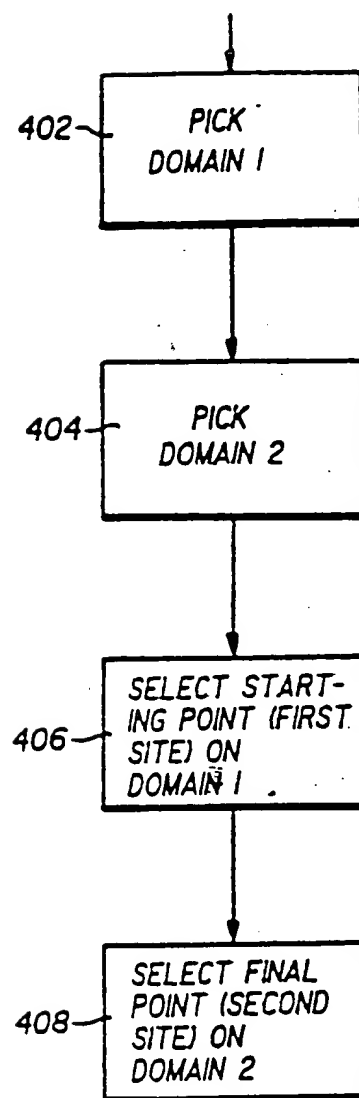 402
PICK
DOMAIN 1
404
PICK
DOMAIN 2
406
SELECT START-
ING POINT (FIRST
SITE) ON
DOMAIN 1
408
SELECT FINAL
POINT (SECOND
SITE) ON
DOMAIN 2